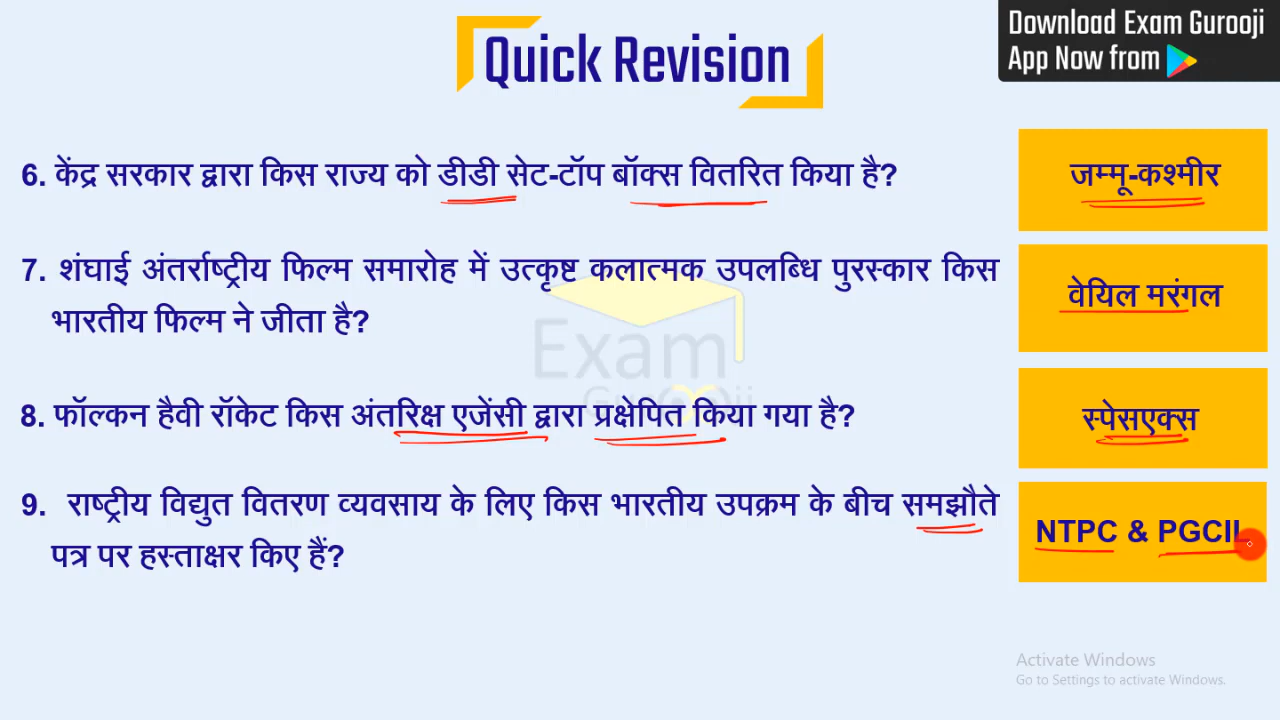 Quick Revision
Download Exam Gurooji
App Now from
6. केंद्र सरकार द्वारा किस राज्य को डीडी सेट-टॉप बॉक्स वितरित किया है?
जम्मू-कश्मीर
7. शंघाई अंतर्राष्ट्रीय फिल्म समारोह में उत्कृष्ट कलात्मक उपलब्धि पुरस्कार किस
भारतीय फिल्म ने जीता है?
वेयिल मरंगल
Exam
Gurooji
8. फॉल्कन हैवी रॉकेट किस अंतरिक्ष एजेंसी द्वारा प्रक्षेपित किया गया है?
स्पेसएक्स
9. राष्ट्रीय विद्युत वितरण व्यवसाय के लिए किस भारतीय उपक्रम के बीच समझौते
पत्र पर हस्ताक्षर किए हैं?
NTPC & PGCIL
Activate Windows
Go to Settings to activate Windows.